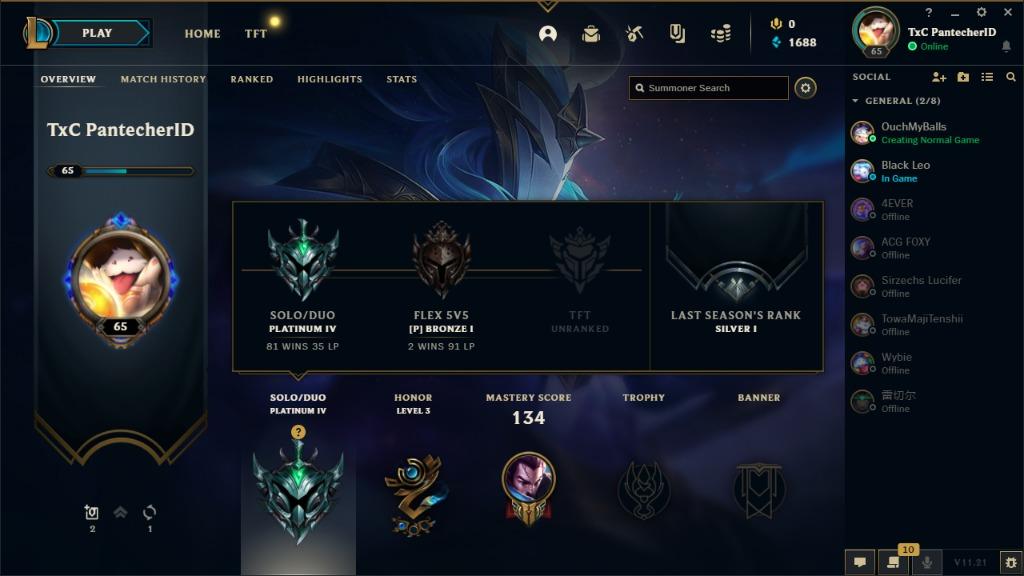 PLAY
HOME
TFT
0
1688
?
TxC PantecherID
Online
65
OVERVIEW
MATCH HISTORY
RANKED
HIGHLIGHTS
STATS
Summoner Search
SOCIAL
GENERAL (2/8)
OuchMyBalls
Creating Normal Game
Black Leo
In Game
4EVER
Offline
ACG FOXY
Offline
Sirzechs Lucifer
Offline
TowaMajiTenshii
Offline
Wybie
Offline
雷切尔
Offline
TxC PantecherID
65
65
2
1
SOLO/DUO
PLATINUM IV
81 WINS 35 LP
FLEX 5V5
[P] BRONZE I
2 WINS 91 LP
TFT
UNRANKED
LAST SEASON'S RANK
SILVER I
SOLO/DUO
PLATINUM IV
?
HONOR
LEVEL 3
MASTERY SCORE
134
TROPHY
BANNER
10
V11.21